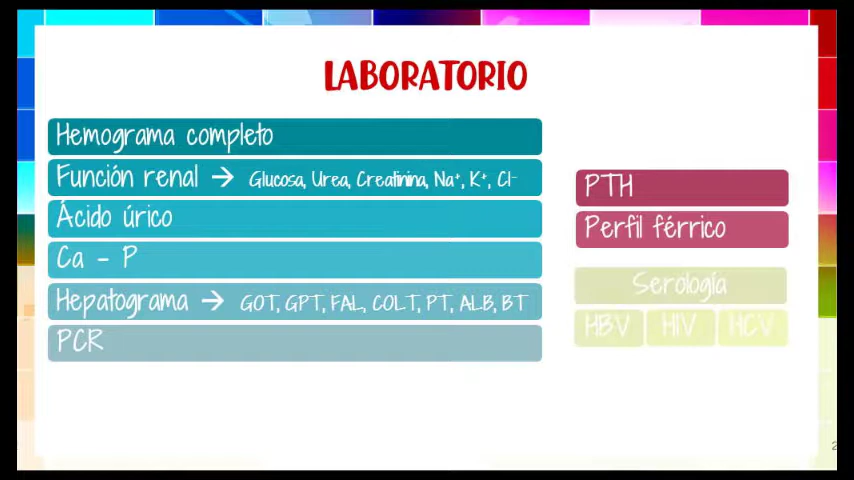 LABORATORIO
Hemograma completo
Función renal → Glucosa, Urea, Creatinina, Na⁺, K⁺, Cl⁻
Ácido úrico
Ca - P
Hepatograma → GOT, GPT, FAL, COLT, PT, ALB, BT
PCR
PTH
Perfil férrico
Serología
HBV HIV HCV
2